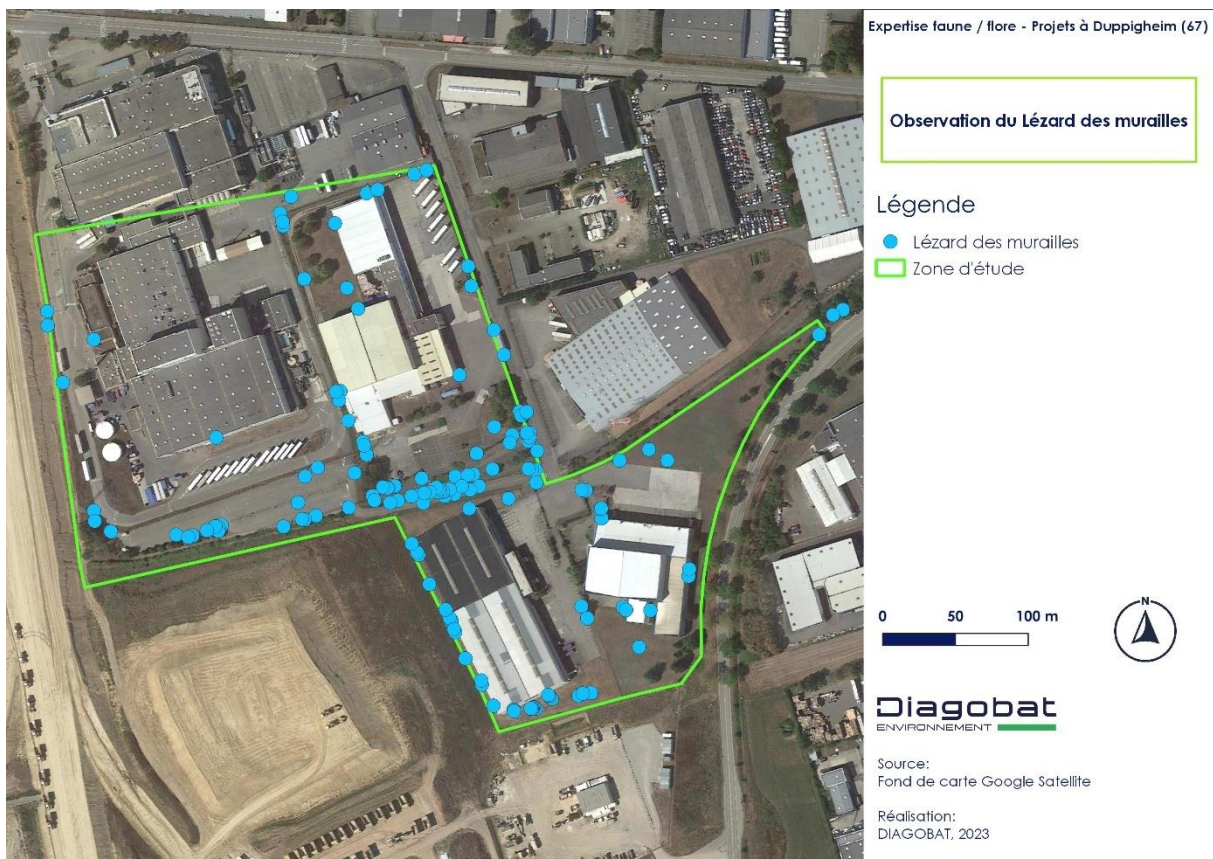 Expertise faune / flore - Projets à Duppigheim (67)
Observation du Lézard des murailles
Légende
Lézard des murailles
Zone d'étude
0 50 100 m
N
Diagobat
ENVIRONNEMENT
Source:
Fond de carte Google Satellite
Réalisation:
DIAGOBAT, 2023